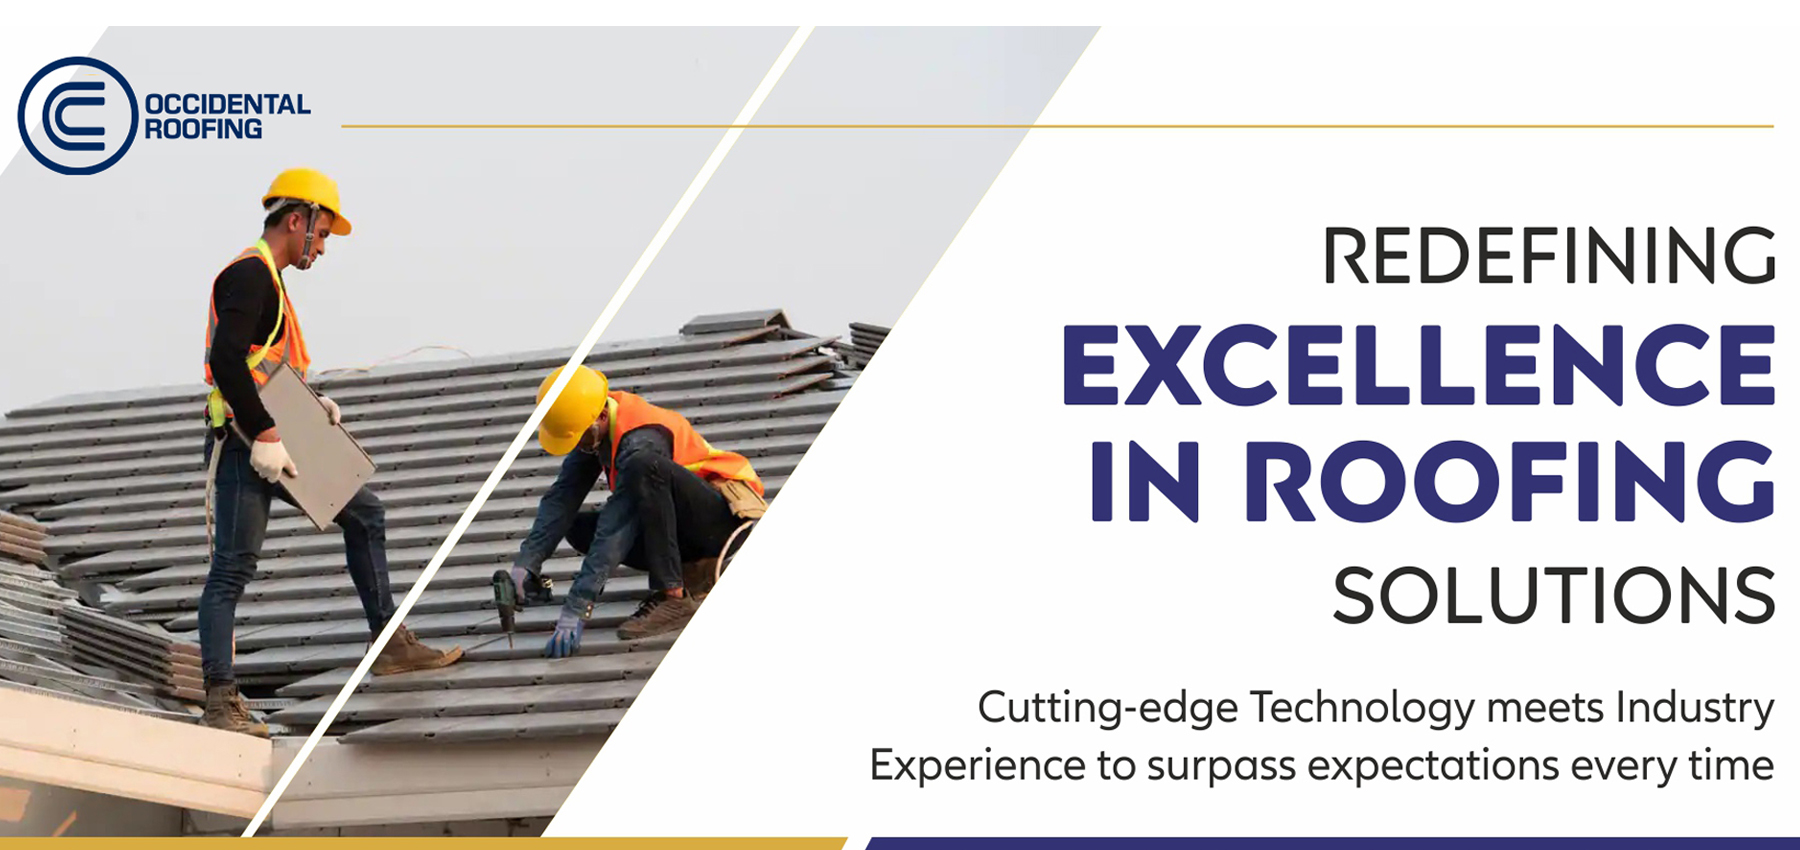 OCCIDENTAL
ROOFING
REDEFINING
EXCELLENCE
IN ROOFING
SOLUTIONS
Cutting-edge Technology meets Industry
Experience to surpass expectations every time